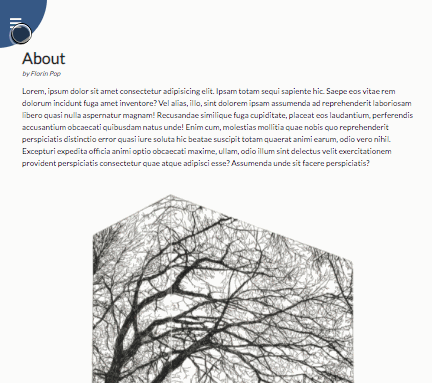 About
by Florin Pop
Lorem, ipsum dolor sit amet consectetur adipisicing elit. Ipsam totam sequi sapiente hic. Saepe eos vitae rem
dolorum incidunt fuga amet inventore? Vel alias, illo, sint dolorem ipsam assumenda ad reprehenderit laboriosam
libero quasi nulla aspernatur magnam! Recusandae similique fuga cupiditate, placeat eos laudantium, perferendis
accusantium obcaecati quibusdam natus unde! Enim cum, molestias mollitia quae nobis quo reprehenderit
perspiciatis distinctio error quasi iure soluta hic beatae suscipit totam quaerat animi earum, odio vero nihil.
Excepturi expedita officia animi optio obcaecati maxime, ullam, odio illum sint delectus velit exercitationem
provident perspiciatis consectetur quae atque adipisci esse? Assumenda unde sit facere perspiciatis?